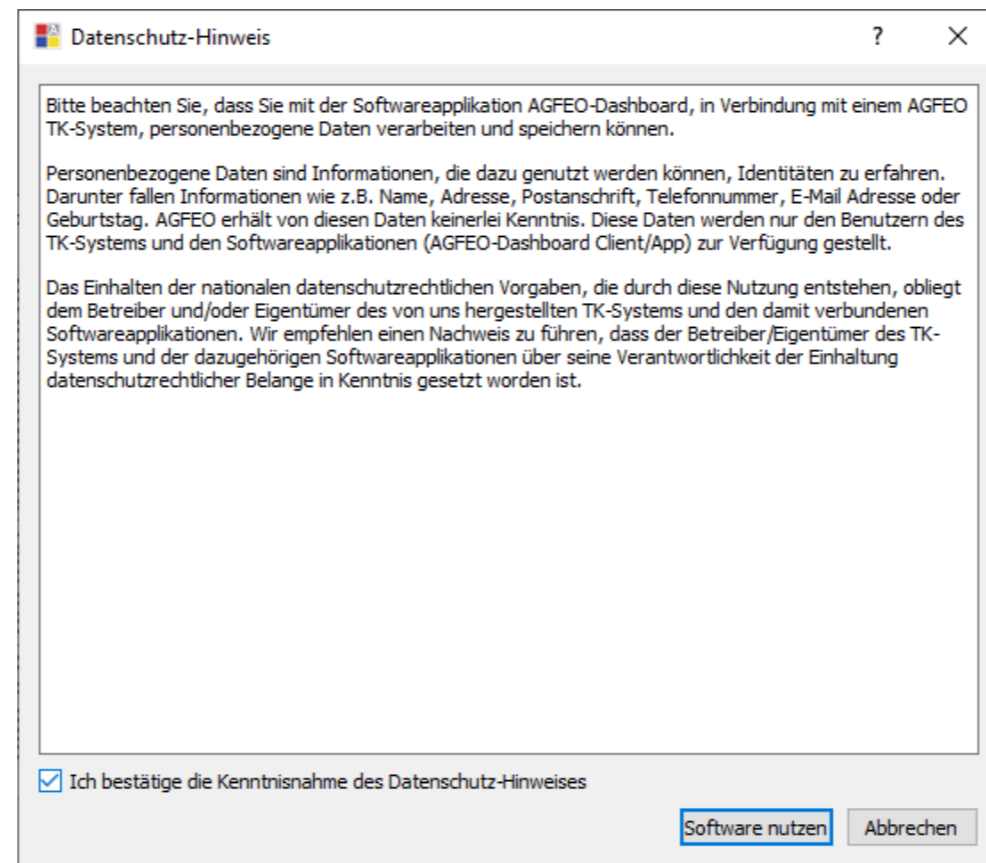 Datenschutz-Hinweis
Bitte beachten Sie, dass Sie mit der Softwareapplikation AGFEO-Dashboard, in Verbindung mit einem AGFEO
TK-System, personenbezogene Daten verarbeiten und speichern können.
Personenbezogene Daten sind Informationen, die dazu genutzt werden können, Identitäten zu erfahren.
Darunter fallen Informationen wie z.B. Name, Adresse, Postanschrift, Telefonnummer, E-Mail Adresse oder
Geburtstag. AGFEO erhält von diesen Daten keinerlei Kenntnis. Diese Daten werden nur den Benutzern des
TK-Systems und den Softwareapplikationen (AGFEO-Dashboard Client/App) zur Verfügung gestellt.
Das Einhalten der nationalen datenschutzrechtlichen Vorgaben, die durch diese Nutzung entstehen, obliegt
dem Betreiber und/oder Eigentümer des von uns hergestellten TK-Systems und den damit verbundenen
Softwareapplikationen. Wir empfehlen einen Nachweis zu führen, dass der Betreiber/Eigentümer des TK-
Systems und der dazugehörigen Softwareapplikationen über seine Verantwortlichkeit der Einhaltung
datenschutzrechtlicher Belange in Kenntnis gesetzt worden ist.
Ich bestätige die Kenntnisnahme des Datenschutz-Hinweises
Software nutzen Abbrechen